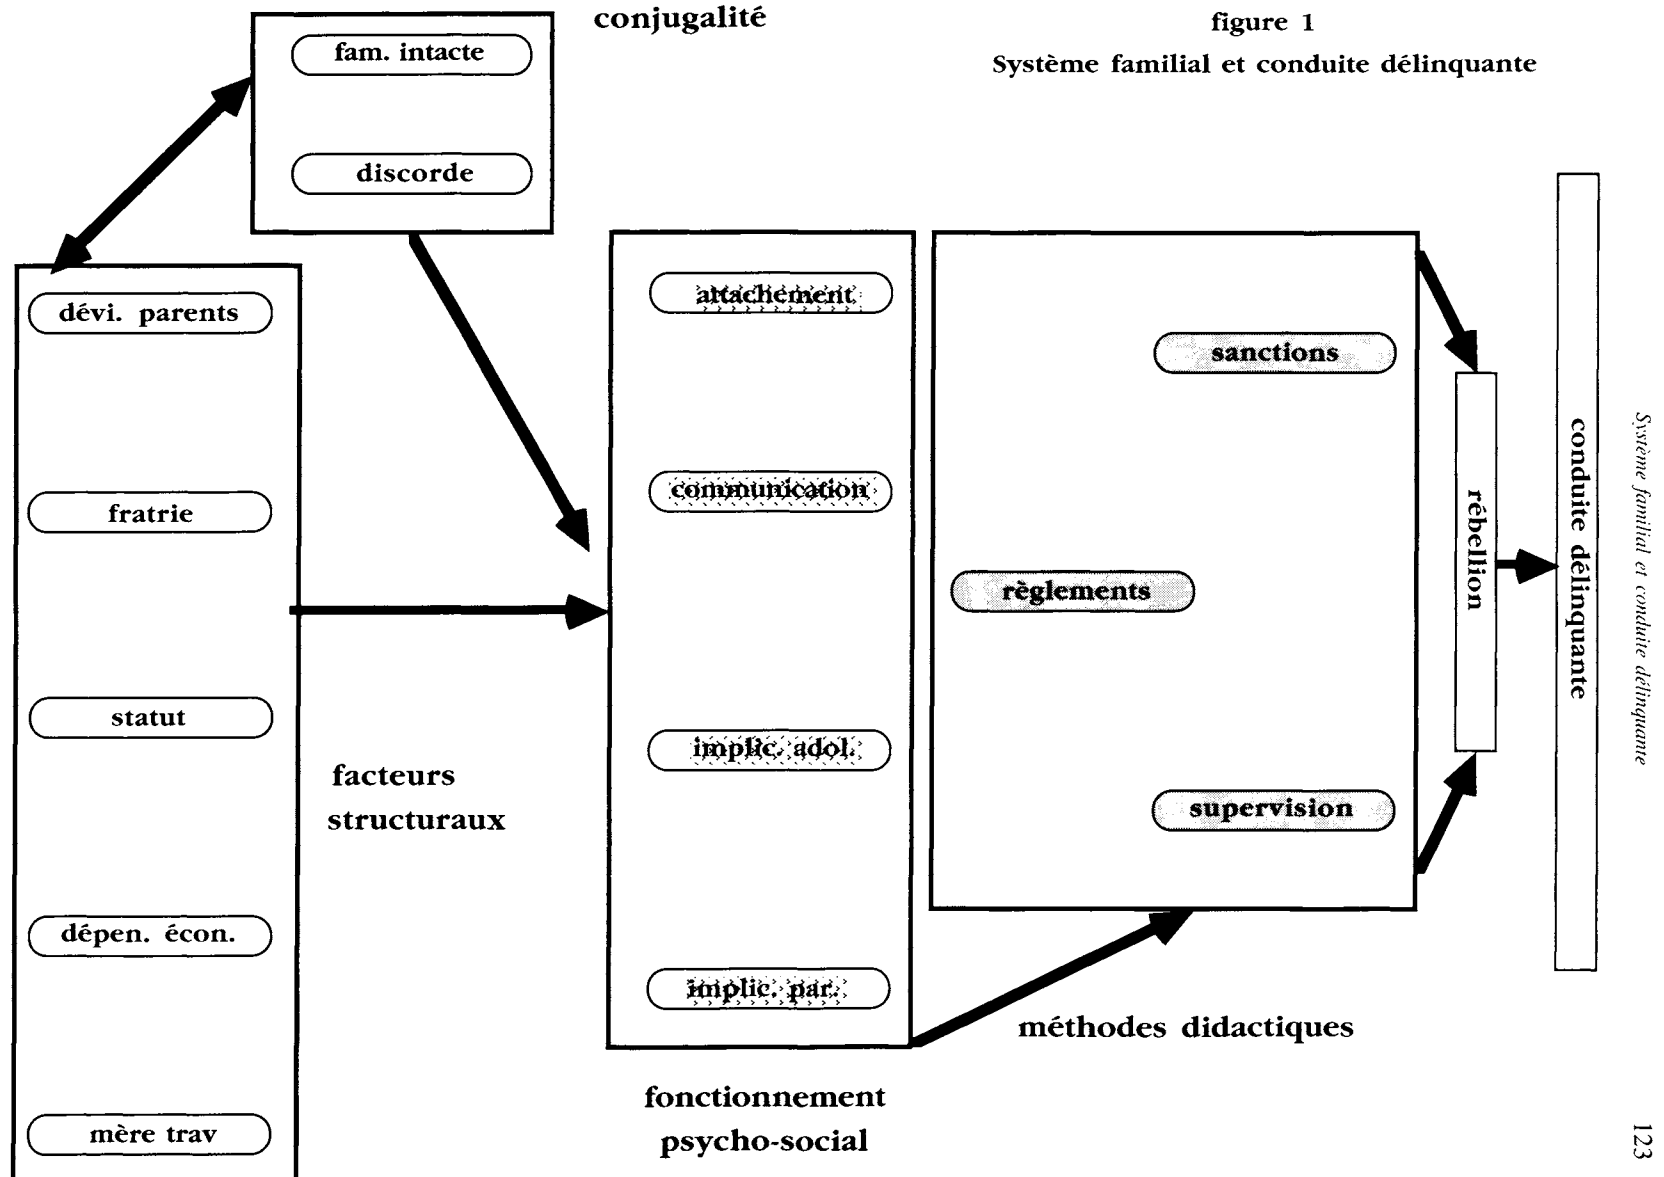 conjugalité
figure 1
Système familial et conduite délinquante
fam. intacte
discorde
dévi. parents
fratrie
statut
dépen. écon.
mère trav
facteurs
structuraux
attachement
communication
implic. adol.
implic. par.
fonctionnement
psycho-social
sanctions
règlements
supervision
méthodes didactiques
rébellion
conduite délinquante
Système familial et conduite délinquante
123